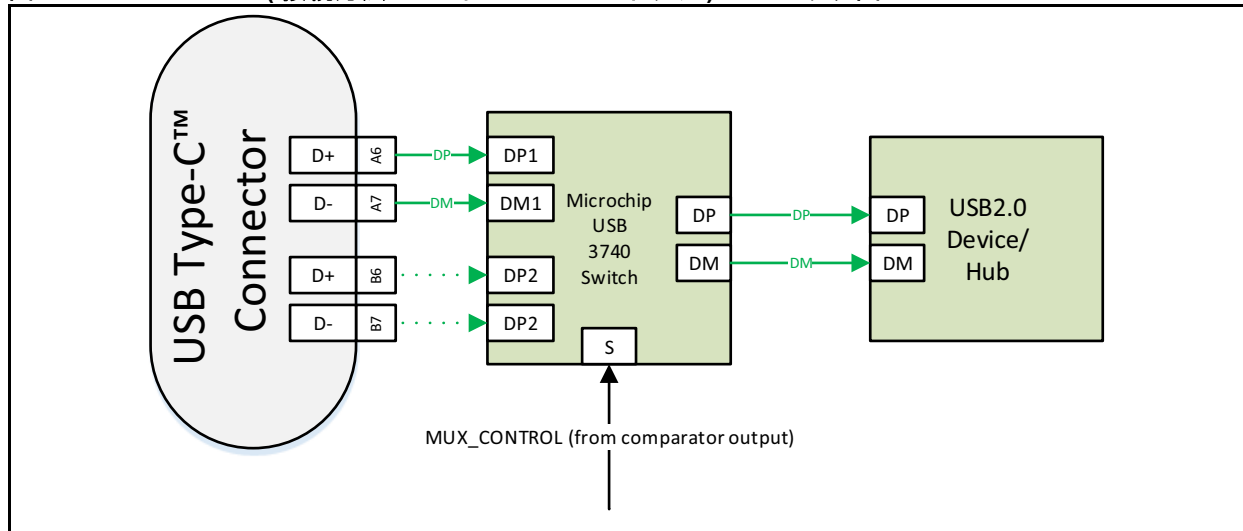 USB Type-C™
Connector
D+
A6
DP
DP1
D-
A7
DM
DM1
D+
B6
DP2
D-
B7
DP2
Microchip
USB
3740
Switch
S
DP
DM
DP
DM
DP
DM
USB2.0
Device/
Hub
MUX_CONTROL (from comparator output)